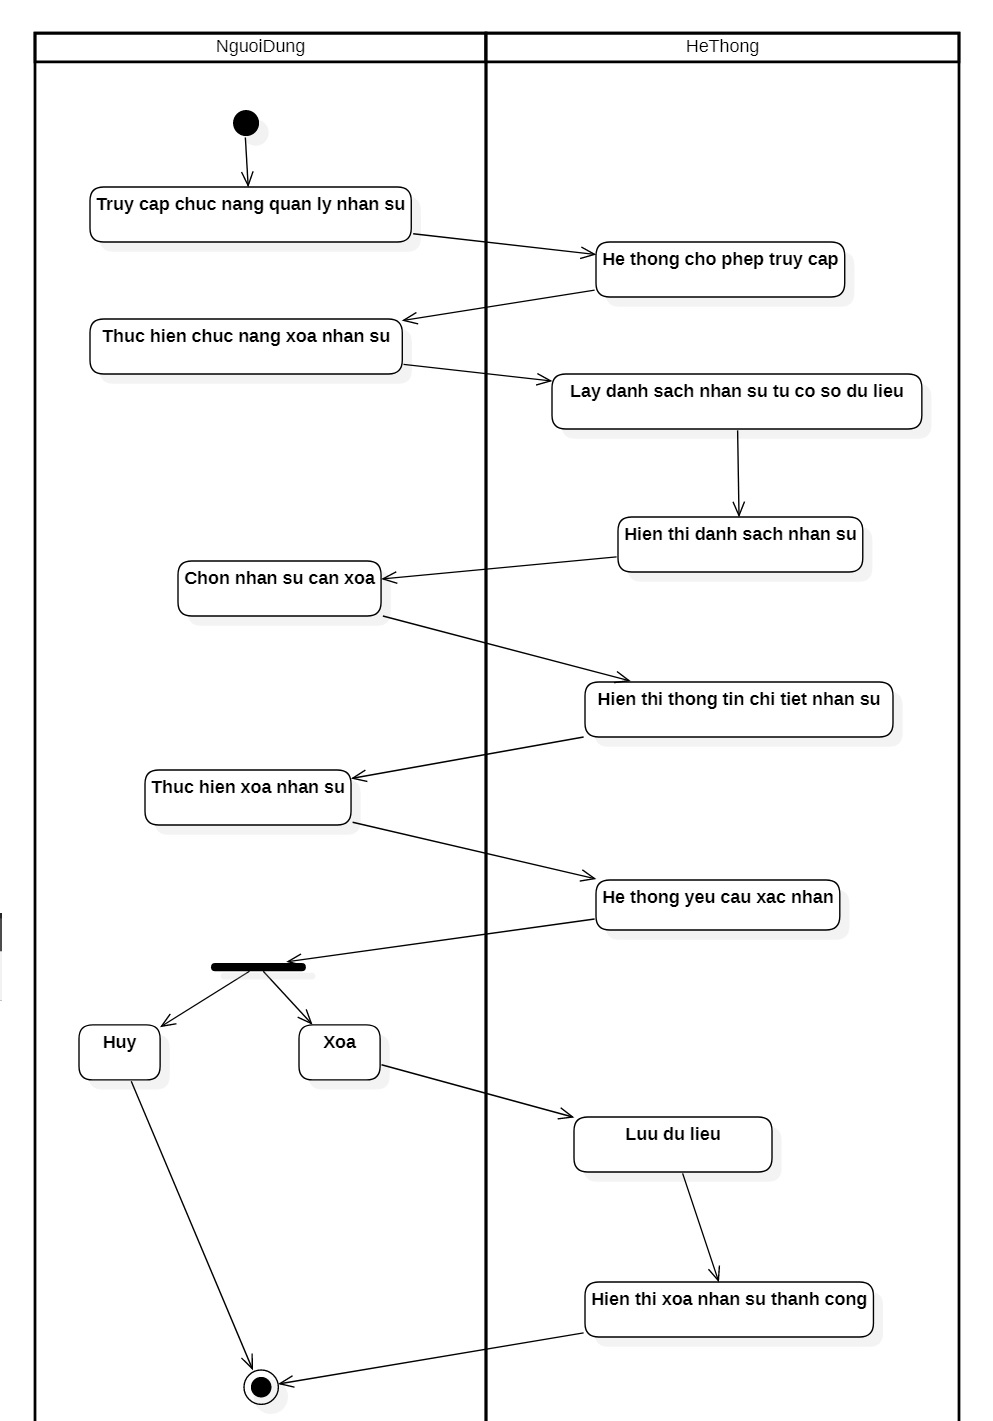 NguoiDung
HeThong
Truy cap chuc nang quan ly nhan su
He thong cho phep truy cap
Thuc hien chuc nang xoa nhan su
Lay danh sach nhan su tu co so du lieu
Hien thi danh sach nhan su
Chon nhan su can xoa
Hien thi thong tin chi tiet nhan su
Thuc hien xoa nhan su
He thong yeu cau xac nhan
Huy
Xoa
Luu du lieu
Hien thi xoa nhan su thanh cong